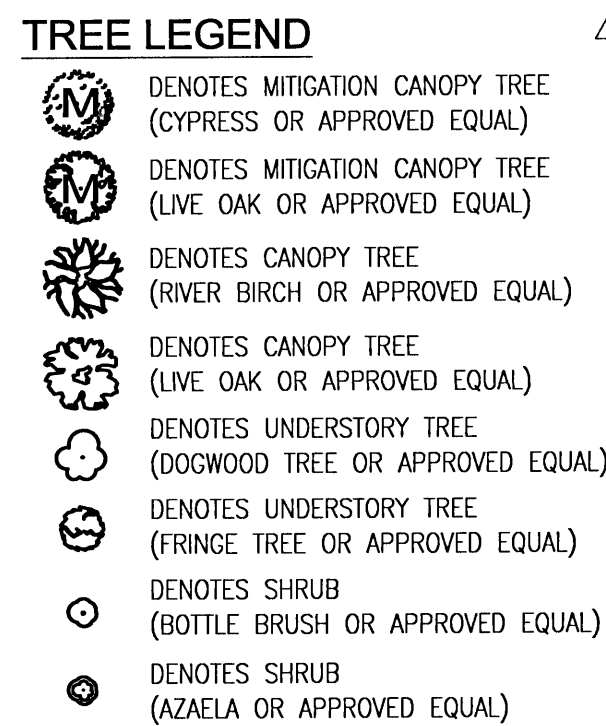 TREE LEGEND
M DENOTES MITIGATION CANOPY TREE
(CYPRESS OR APPROVED EQUAL)
M DENOTES MITIGATION CANOPY TREE
(LIVE OAK OR APPROVED EQUAL)
DENOTES CANOPY TREE
(RIVER BIRCH OR APPROVED EQUAL)
DENOTES CANOPY TREE
(LIVE OAK OR APPROVED EQUAL)
DENOTES UNDERSTORY TREE
(DOGWOOD TREE OR APPROVED EQUAL)
DENOTES UNDERSTORY TREE
(FRINGE TREE OR APPROVED EQUAL)
DENOTES SHRUB
(BOTTLE BRUSH OR APPROVED EQUAL)
DENOTES SHRUB
(AZAELA OR APPROVED EQUAL)